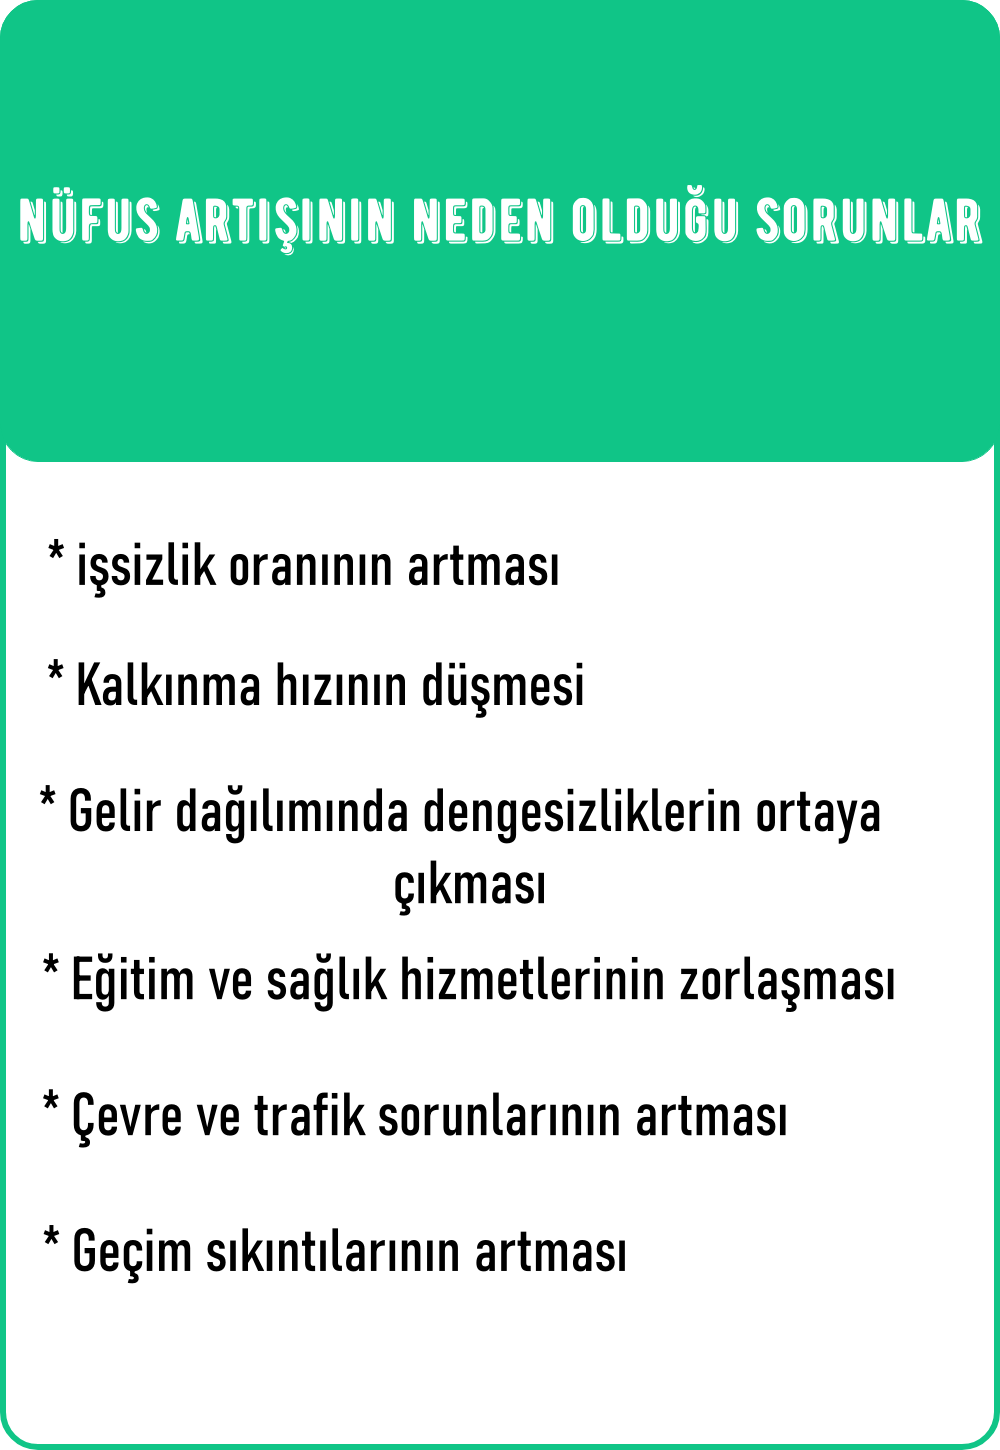 NÜFUS ARTIŞININ NEDEN OLDUĞU SORUNLAR
* işsizlik oranının artması
* Kalkınma hızının düşmesi
* Gelir dağılımında dengesizliklerin ortaya
çıkması
* Eğitim ve sağlık hizmetlerinin zorlaşması
* Çevre ve trafik sorunlarının artması
* Geçim sıkıntılarının artması